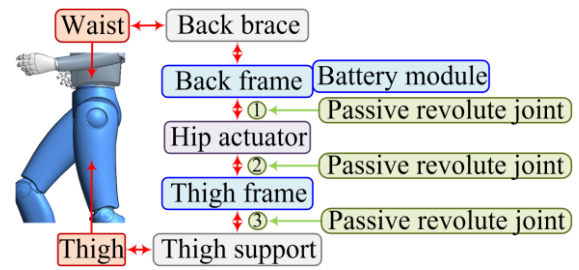 Waist Back brace
Back frame Battery module
① Passive revolute joint
Hip actuator
② Passive revolute joint
Thigh frame
③ Passive revolute joint
Thigh Thigh support